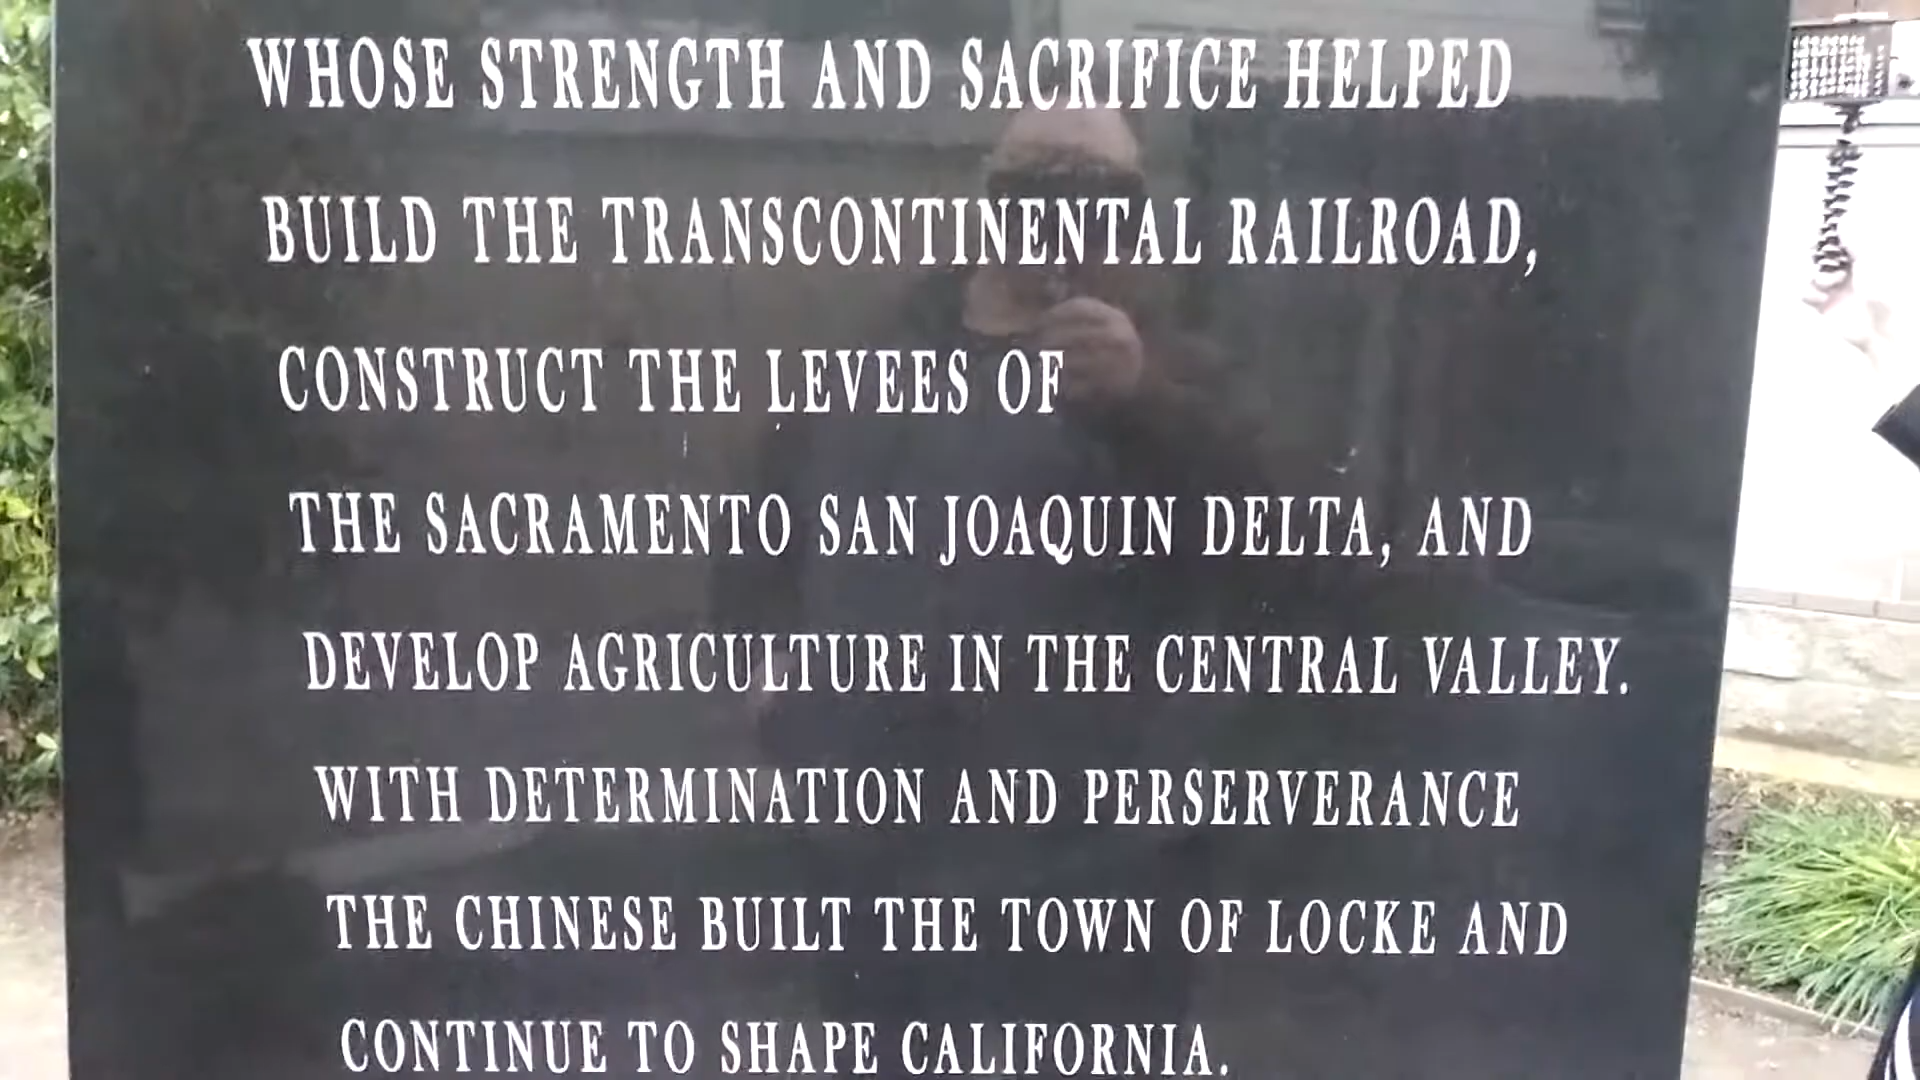 WHOSE STRENGTH AND SACRIFICE HELPED
BUILD THE TRANSCONTINENTAL RAILROAD,
CONSTRUCT THE LEVEES OF
THE SACRAMENTO SAN JOAQUIN DELTA, AND
DEVELOP AGRICULTURE IN THE CENTRAL VALLEY.
WITH DETERMINATION AND PERSERVERANCE
THE CHINESE BUILT THE TOWN OF LOCKE AND
CONTINUE TO SHAPE CALIFORNIA.